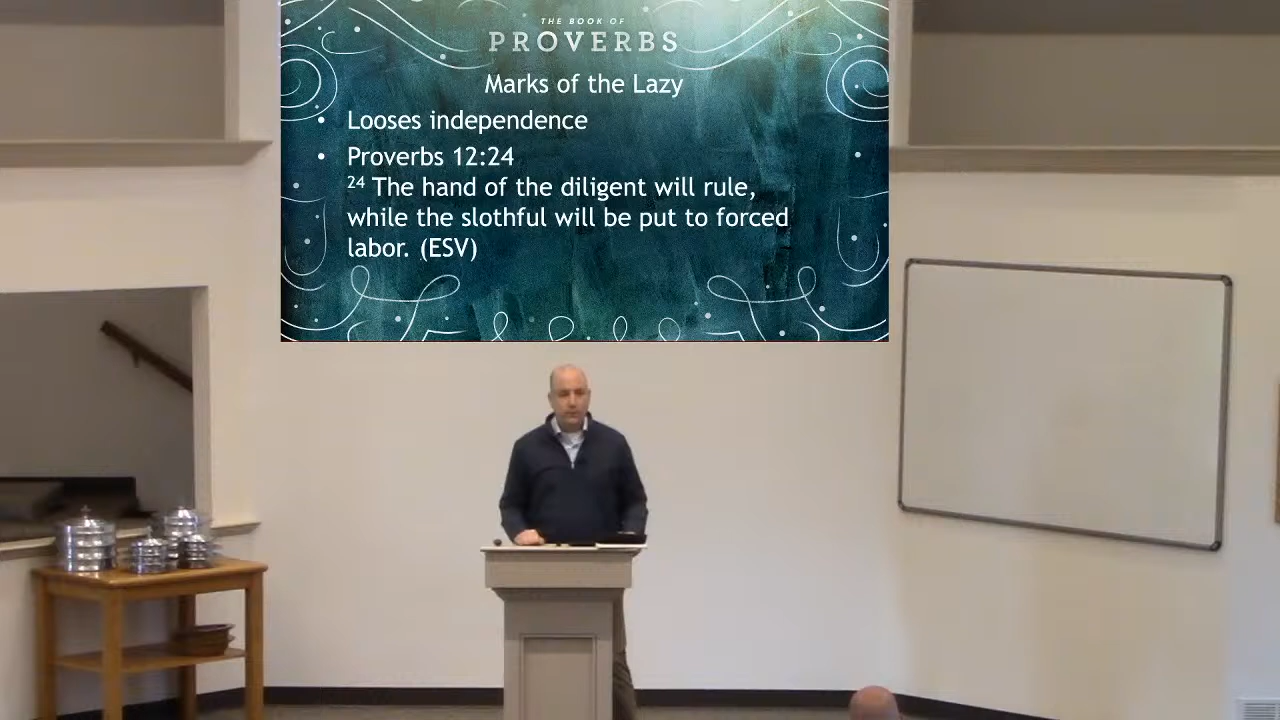 THE BOOK OF
PROVERBS
Marks of the Lazy
• Looses independence
• Proverbs 12:24
24 The hand of the diligent will rule,
while the slothful will be put to forced
labor. (ESV)